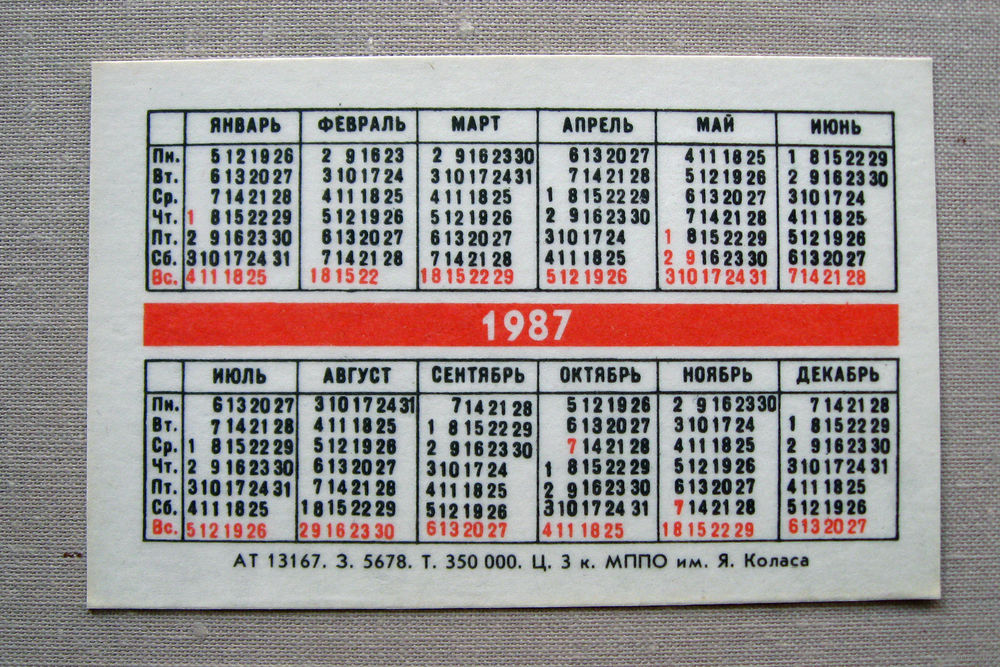 ЯНВАРЬ ФЕВРАЛЬ МАРТ АПРЕЛЬ МАЙ ИЮНЬ
Пн. 5 12 19 26 2 9 16 23 2 9 16 23 30 6 13 20 27 4 11 18 25 1 8 15 22 29
Вт. 6 13 20 27 3 10 17 24 3 10 17 24 31 7 14 21 28 5 12 19 26 2 9 16 23 30
Ср. 7 14 21 28 4 11 18 25 4 11 18 25 1 8 15 22 29 6 13 20 27 3 10 17 24
Чт. 1 8 15 22 29 5 12 19 26 5 12 19 26 2 9 16 23 30 7 14 21 28 4 11 18 25
Пт. 2 9 16 23 30 6 13 20 27 6 13 20 27 3 10 17 24 1 8 15 22 29 5 12 19 26
Сб. 3 10 17 24 31 7 14 21 28 7 14 21 28 4 11 18 25 2 9 16 23 30 6 13 20 27
Вс. 4 11 18 25 1 8 15 22 1 8 15 22 29 5 12 19 26 3 10 17 24 31 7 14 21 28
1987
ИЮЛЬ АВГУСТ СЕНТЯБРЬ ОКТЯБРЬ НОЯБРЬ ДЕКАБРЬ
Пн. 6 13 20 27 3 10 17 24 31 7 14 21 28 5 12 19 26 2 9 16 23 30 7 14 21 28
Вт. 7 14 21 28 4 11 18 25 1 8 15 22 29 6 13 20 27 3 10 17 24 1 8 15 22 29
Ср. 1 8 15 22 29 5 12 19 26 2 9 16 23 30 7 14 21 28 4 11 18 25 2 9 16 23 30
Чт. 2 9 16 23 30 6 13 20 27 3 10 17 24 1 8 15 22 29 5 12 19 26 3 10 17 24 31
Пт. 3 10 17 24 31 7 14 21 28 4 11 18 25 2 9 16 23 30 6 13 20 27 4 11 18 25
Сб. 4 11 18 25 1 8 15 22 29 5 12 19 26 3 10 17 24 31 7 14 21 28 5 12 19 26
Вс. 5 12 19 26 2 9 16 23 30 6 13 20 27 4 11 18 25 1 8 15 22 29 6 13 20 27
АТ 13167. З. 5678. Т. 350 000. Ц. 3 к. МППО им. Я. Коласа